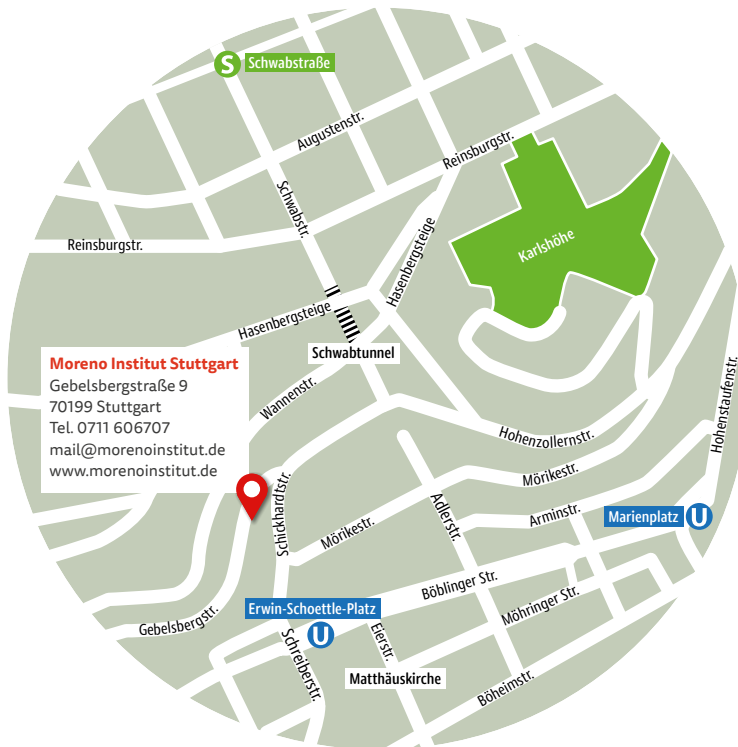 S Schwabstraße
Augustenstr.
Reinsburgstr.
Schwabstr.
Reinsburgstr.
Karlshöhe
Hasenbergsteige
Hasenbergsteige
Schwabtunnel
Moreno Institut Stuttgart
Gebelsbergstraße 9
70199 Stuttgart
Tel. 0711 606707
mail@morenoinstitut.de
www.morenoinstitut.de
Wannenstr.
Hohenstaufenstr.
Hohenzollernstr.
Mörikestr.
Schickhardtstr.
Adlerstr.
Arminstr.
Marienplatz U
Mörikestr.
Böblinger Str.
Möhringer Str.
Erwin-Schoettle-Platz
U
Gebelsbergstr.
Schreiberstr.
Eierstr.
Matthäuskirche
Böheimstr.